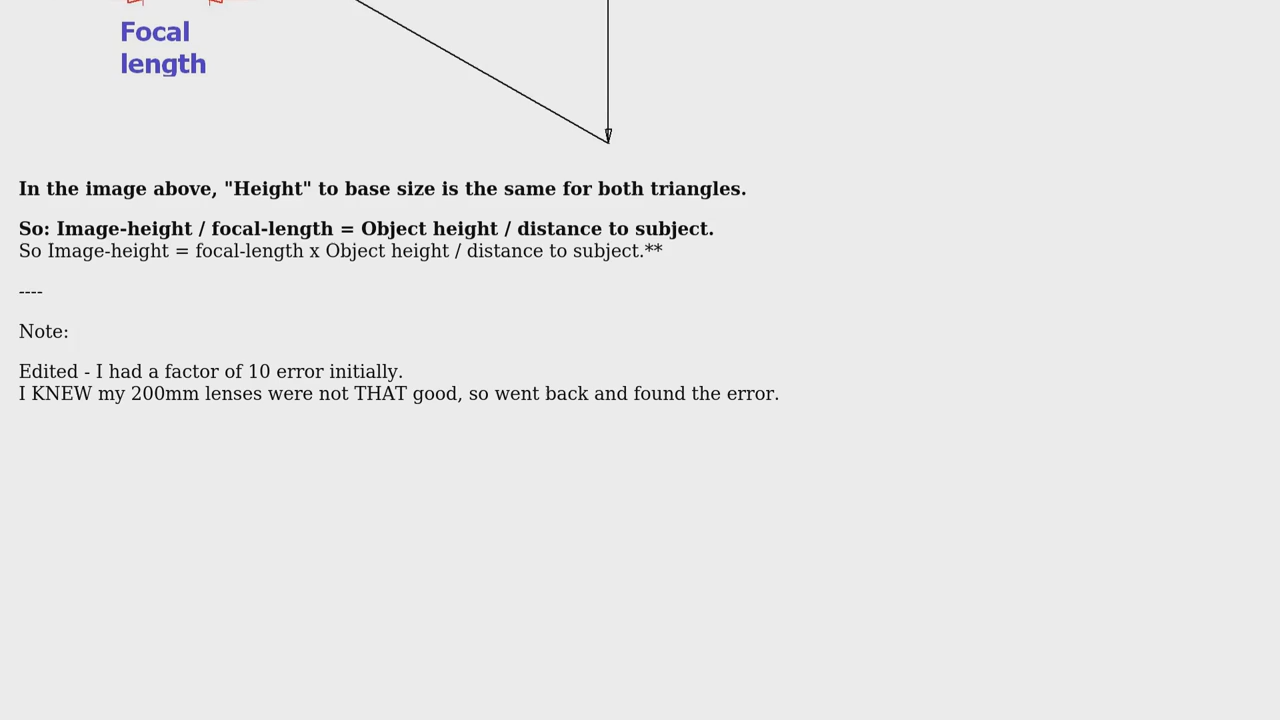 Focal
length
In the image above, "Height" to base size is the same for both triangles.
So: Image-height / focal-length = Object height / distance to subject.
So Image-height = focal-length x Object height / distance to subject.**
----
Note:
Edited - I had a factor of 10 error initially.
I KNEW my 200mm lenses were not THAT good, so went back and found the error.